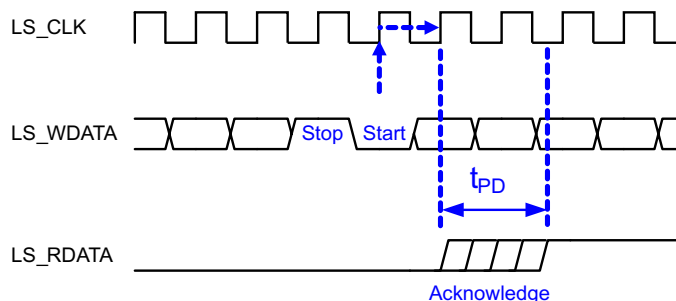 LS_CLK
LS_WDATA
Stop
Start
tPD
LS_RDATA
Acknowledge